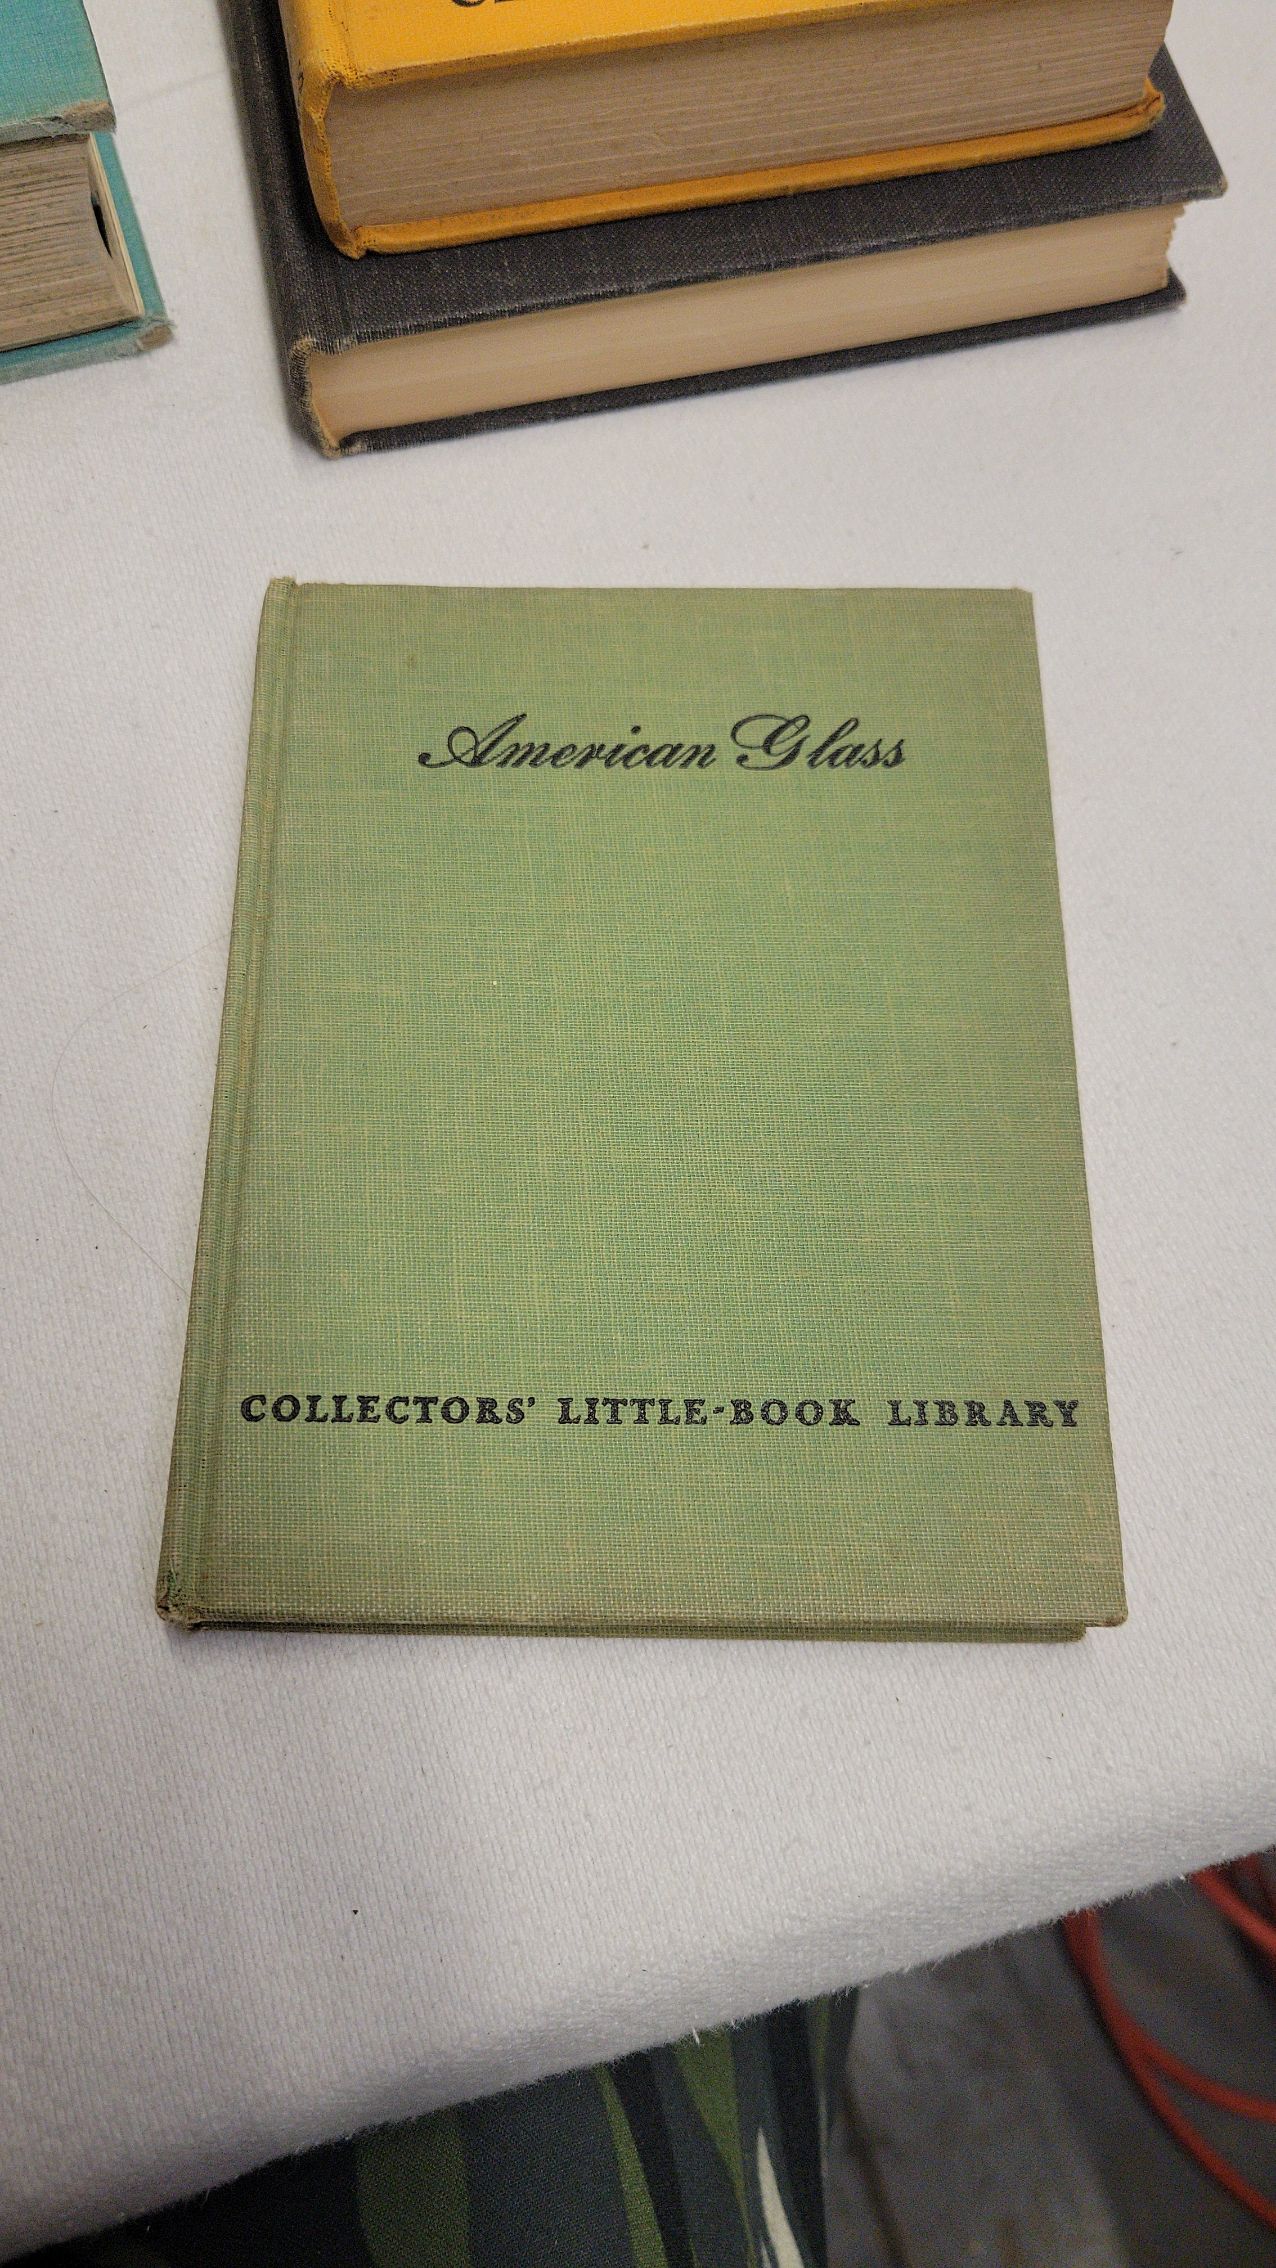 American Glass
COLLECTORS' LITTLE-BOOK LIBRARY